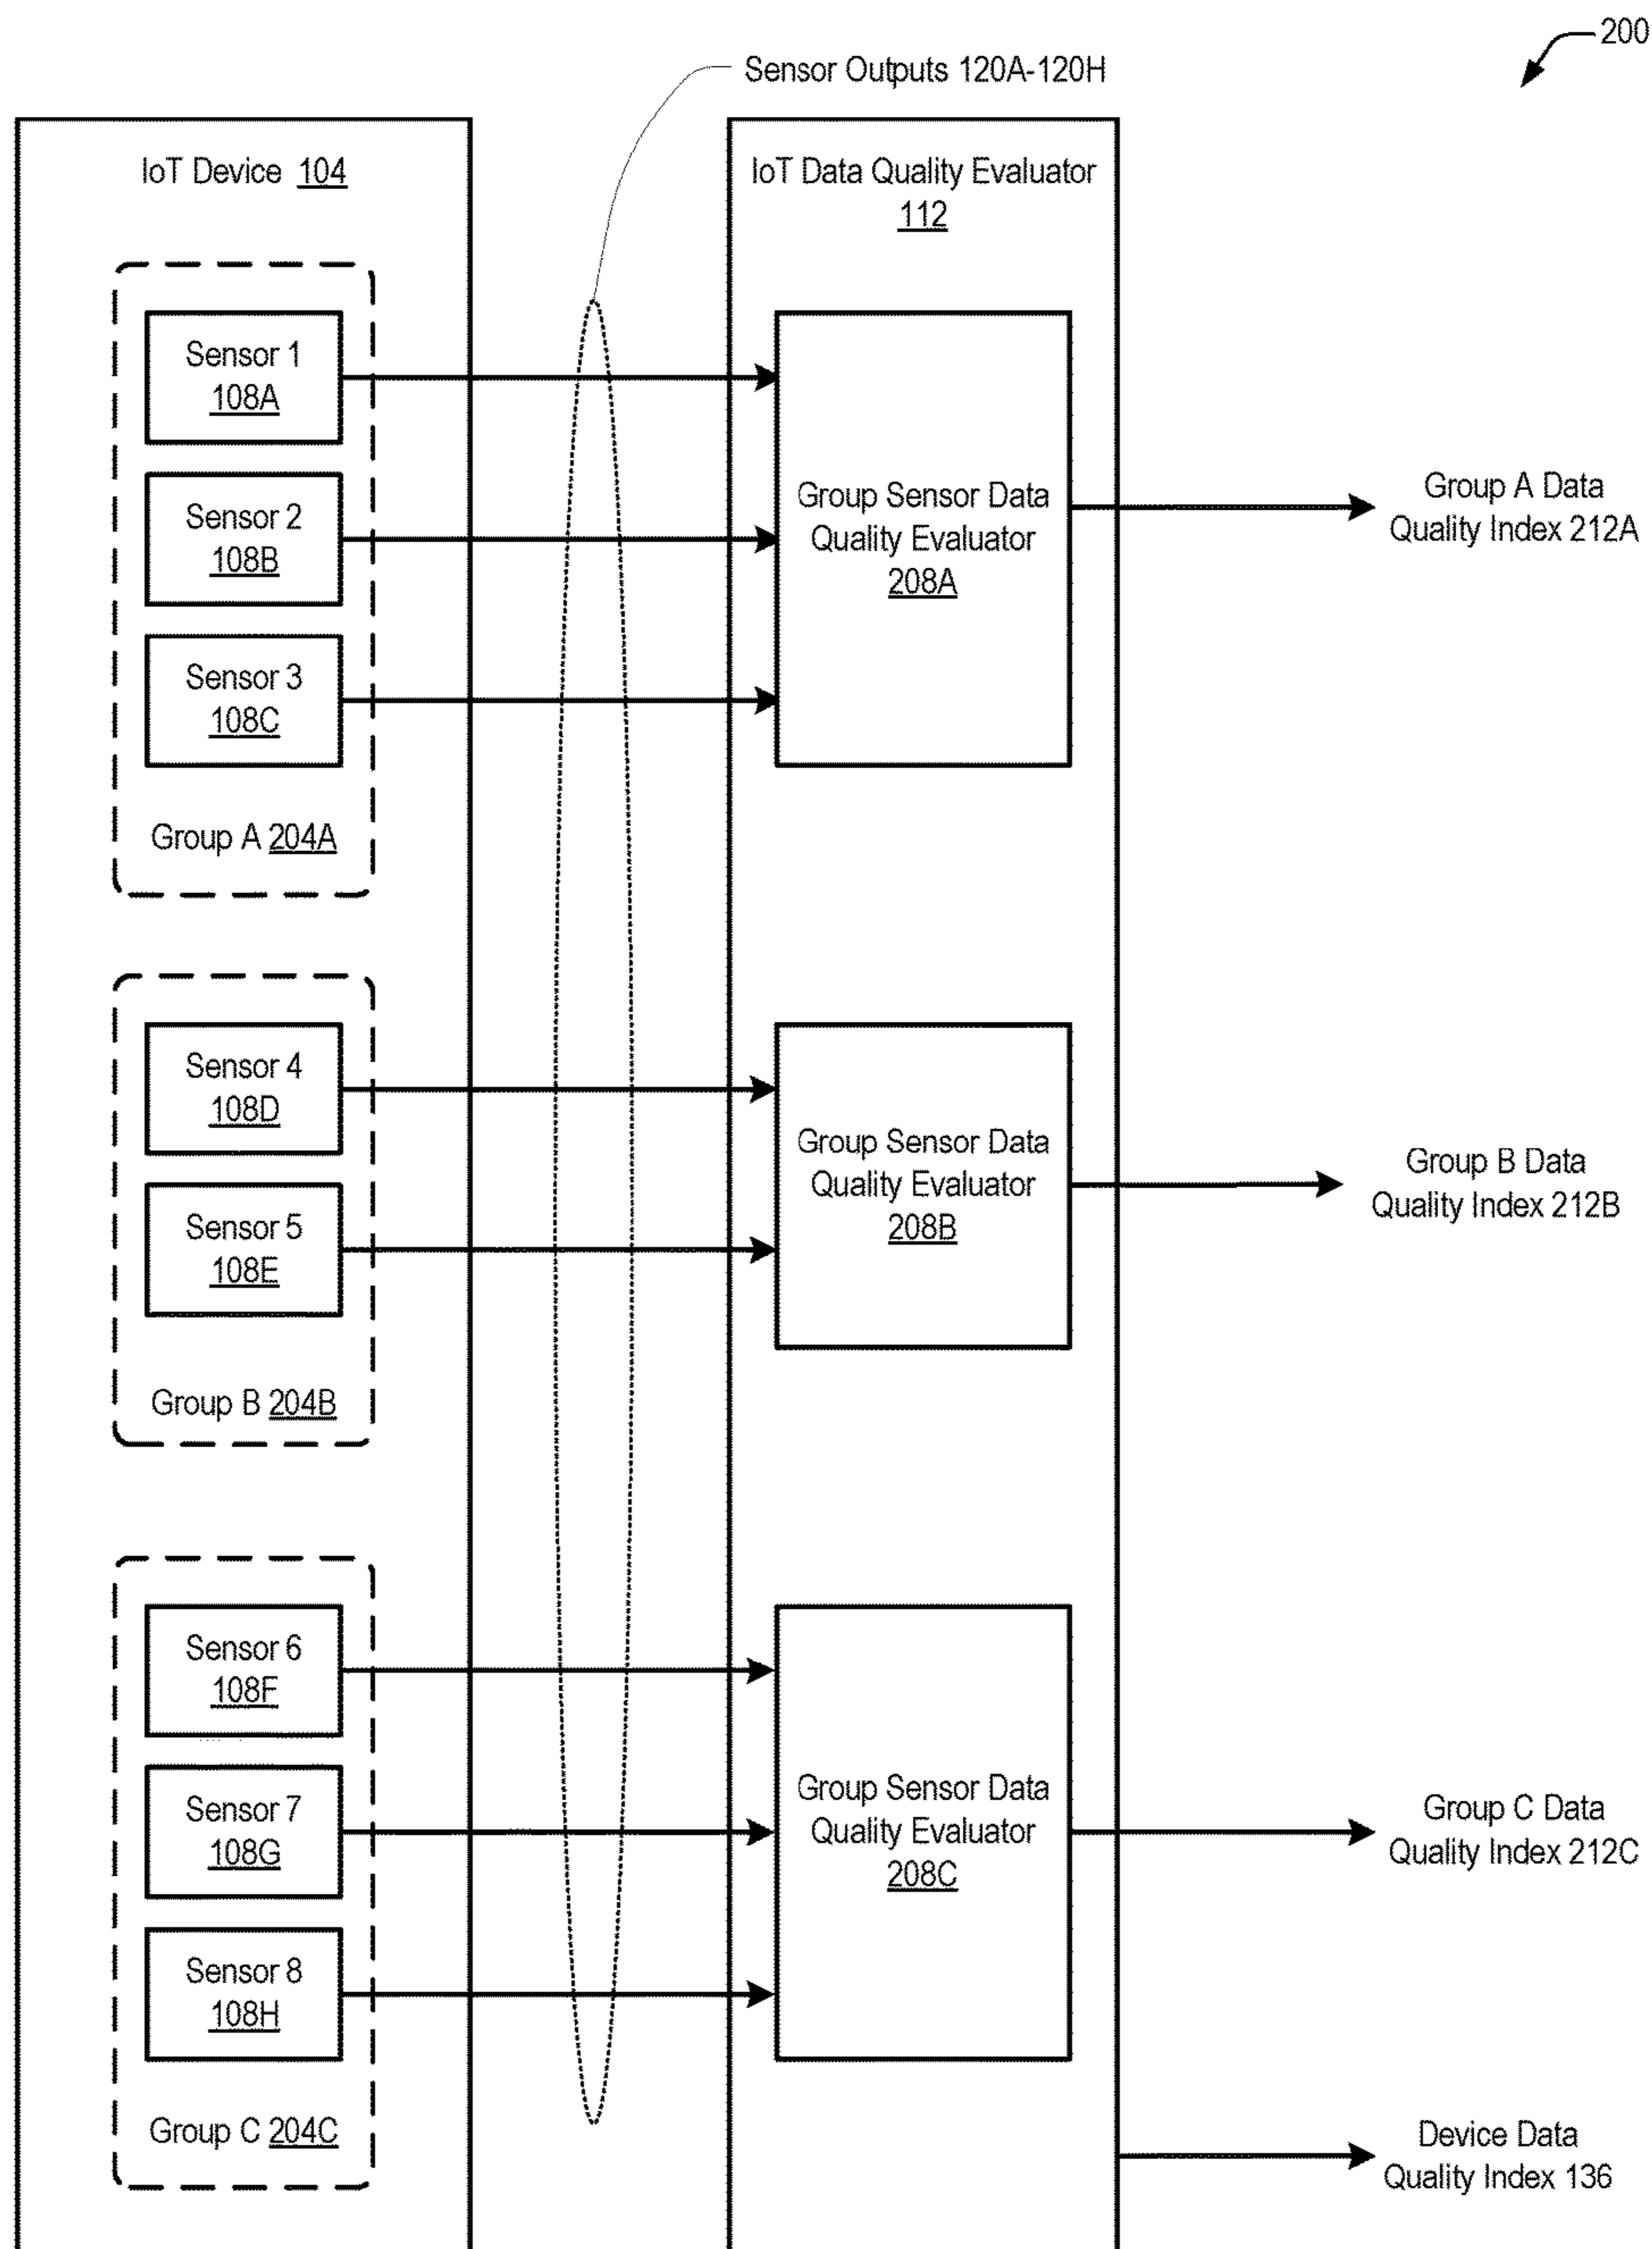 200
Sensor Outputs 120A-120H
IoT Device 104
Sensor 1
108A
Sensor 2
108B
Sensor 3
108C
Group A 204A
Sensor 4
108D
Sensor 5
108E
Group B 204B
Sensor 6
108F
Sensor 7
108G
Sensor 8
108H
Group C 204C
IoT Data Quality Evaluator
112
Group Sensor Data
Quality Evaluator
208A
Group Sensor Data
Quality Evaluator
208B
Group Sensor Data
Quality Evaluator
208C
Group A Data
Quality Index 212A
Group B Data
Quality Index 212B
Group C Data
Quality Index 212C
Device Data
Quality Index 136